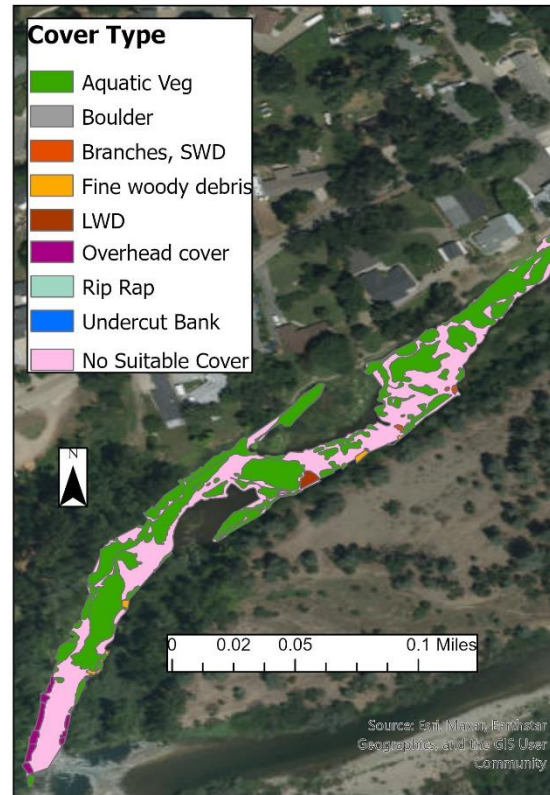 Cover Type
Aquatic Veg
Boulder
Branches, SWD
Fine woody debris
LWD
Overhead cover
Rip Rap
Undercut Bank
No Suitable Cover
N
0 0.02 0.05 0.1 Miles
Source: Esri, Maxar, Earthstar
Geographics, and the GIS User
Community